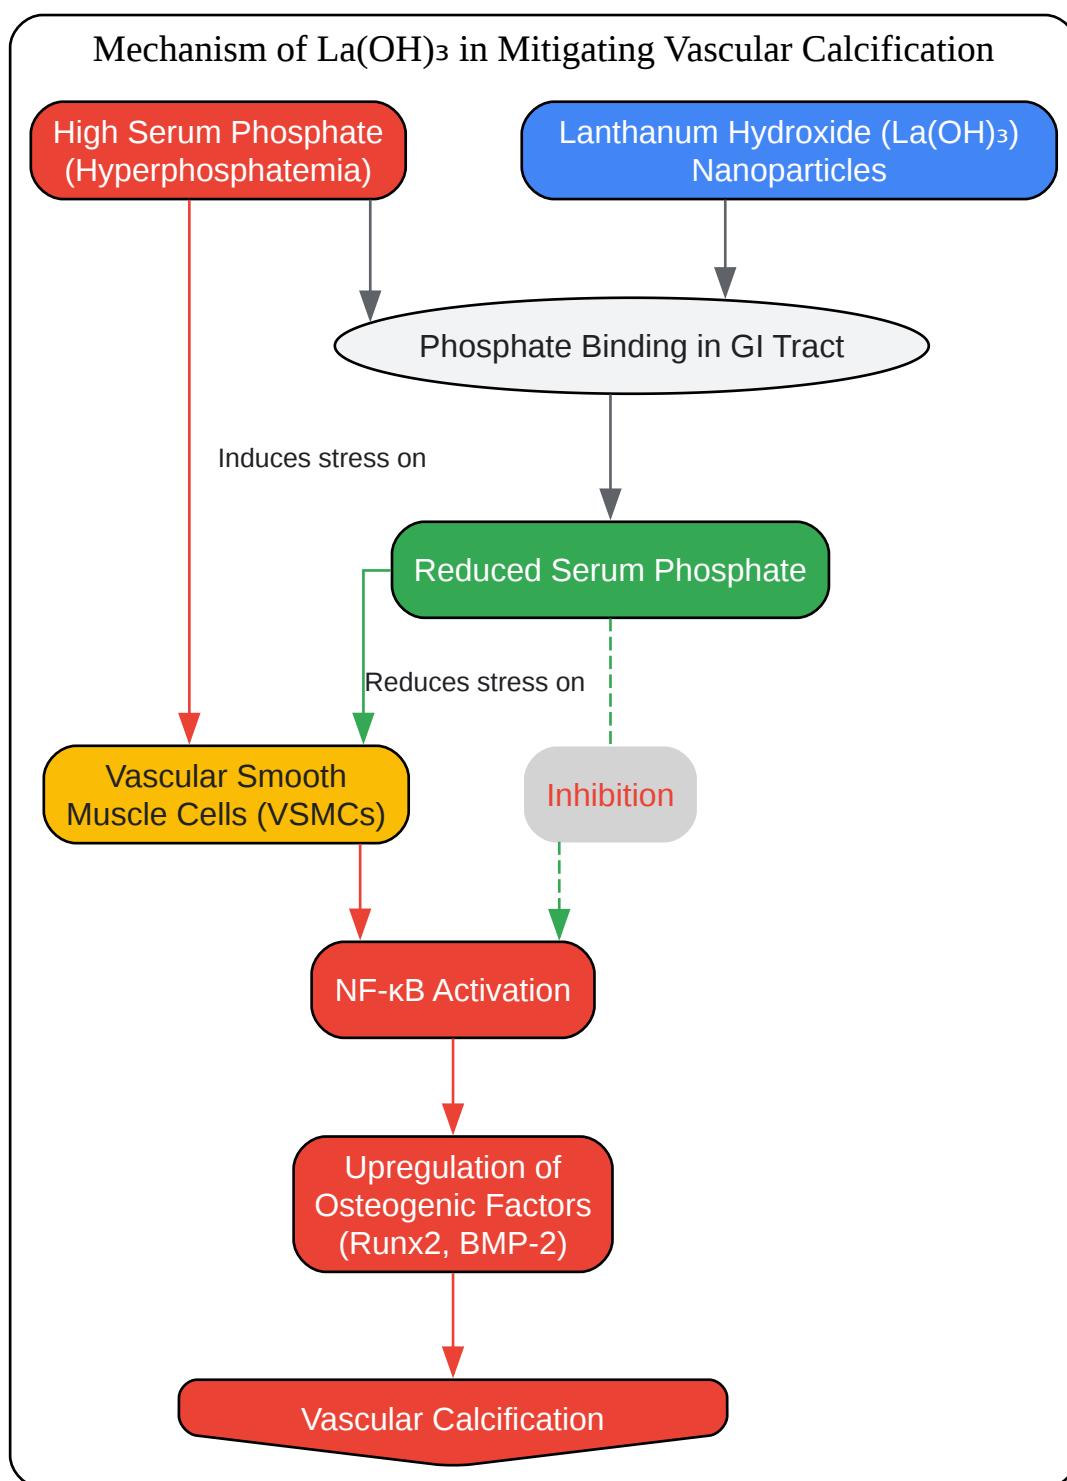 Mechanism of La(OH)₃ in Mitigating Vascular Calcification
High Serum Phosphate
(Hyperphosphatemia)
Lanthanum Hydroxide (La(OH)₃)
Nanoparticles
Phosphate Binding in GI Tract
Induces stress on
Reduced Serum Phosphate
Reduces stress on
Vascular Smooth
Muscle Cells (VSMCs)
Inhibition
NF-κB Activation
Upregulation of
Osteogenic Factors
(Runx2, BMP-2)
Vascular Calcification